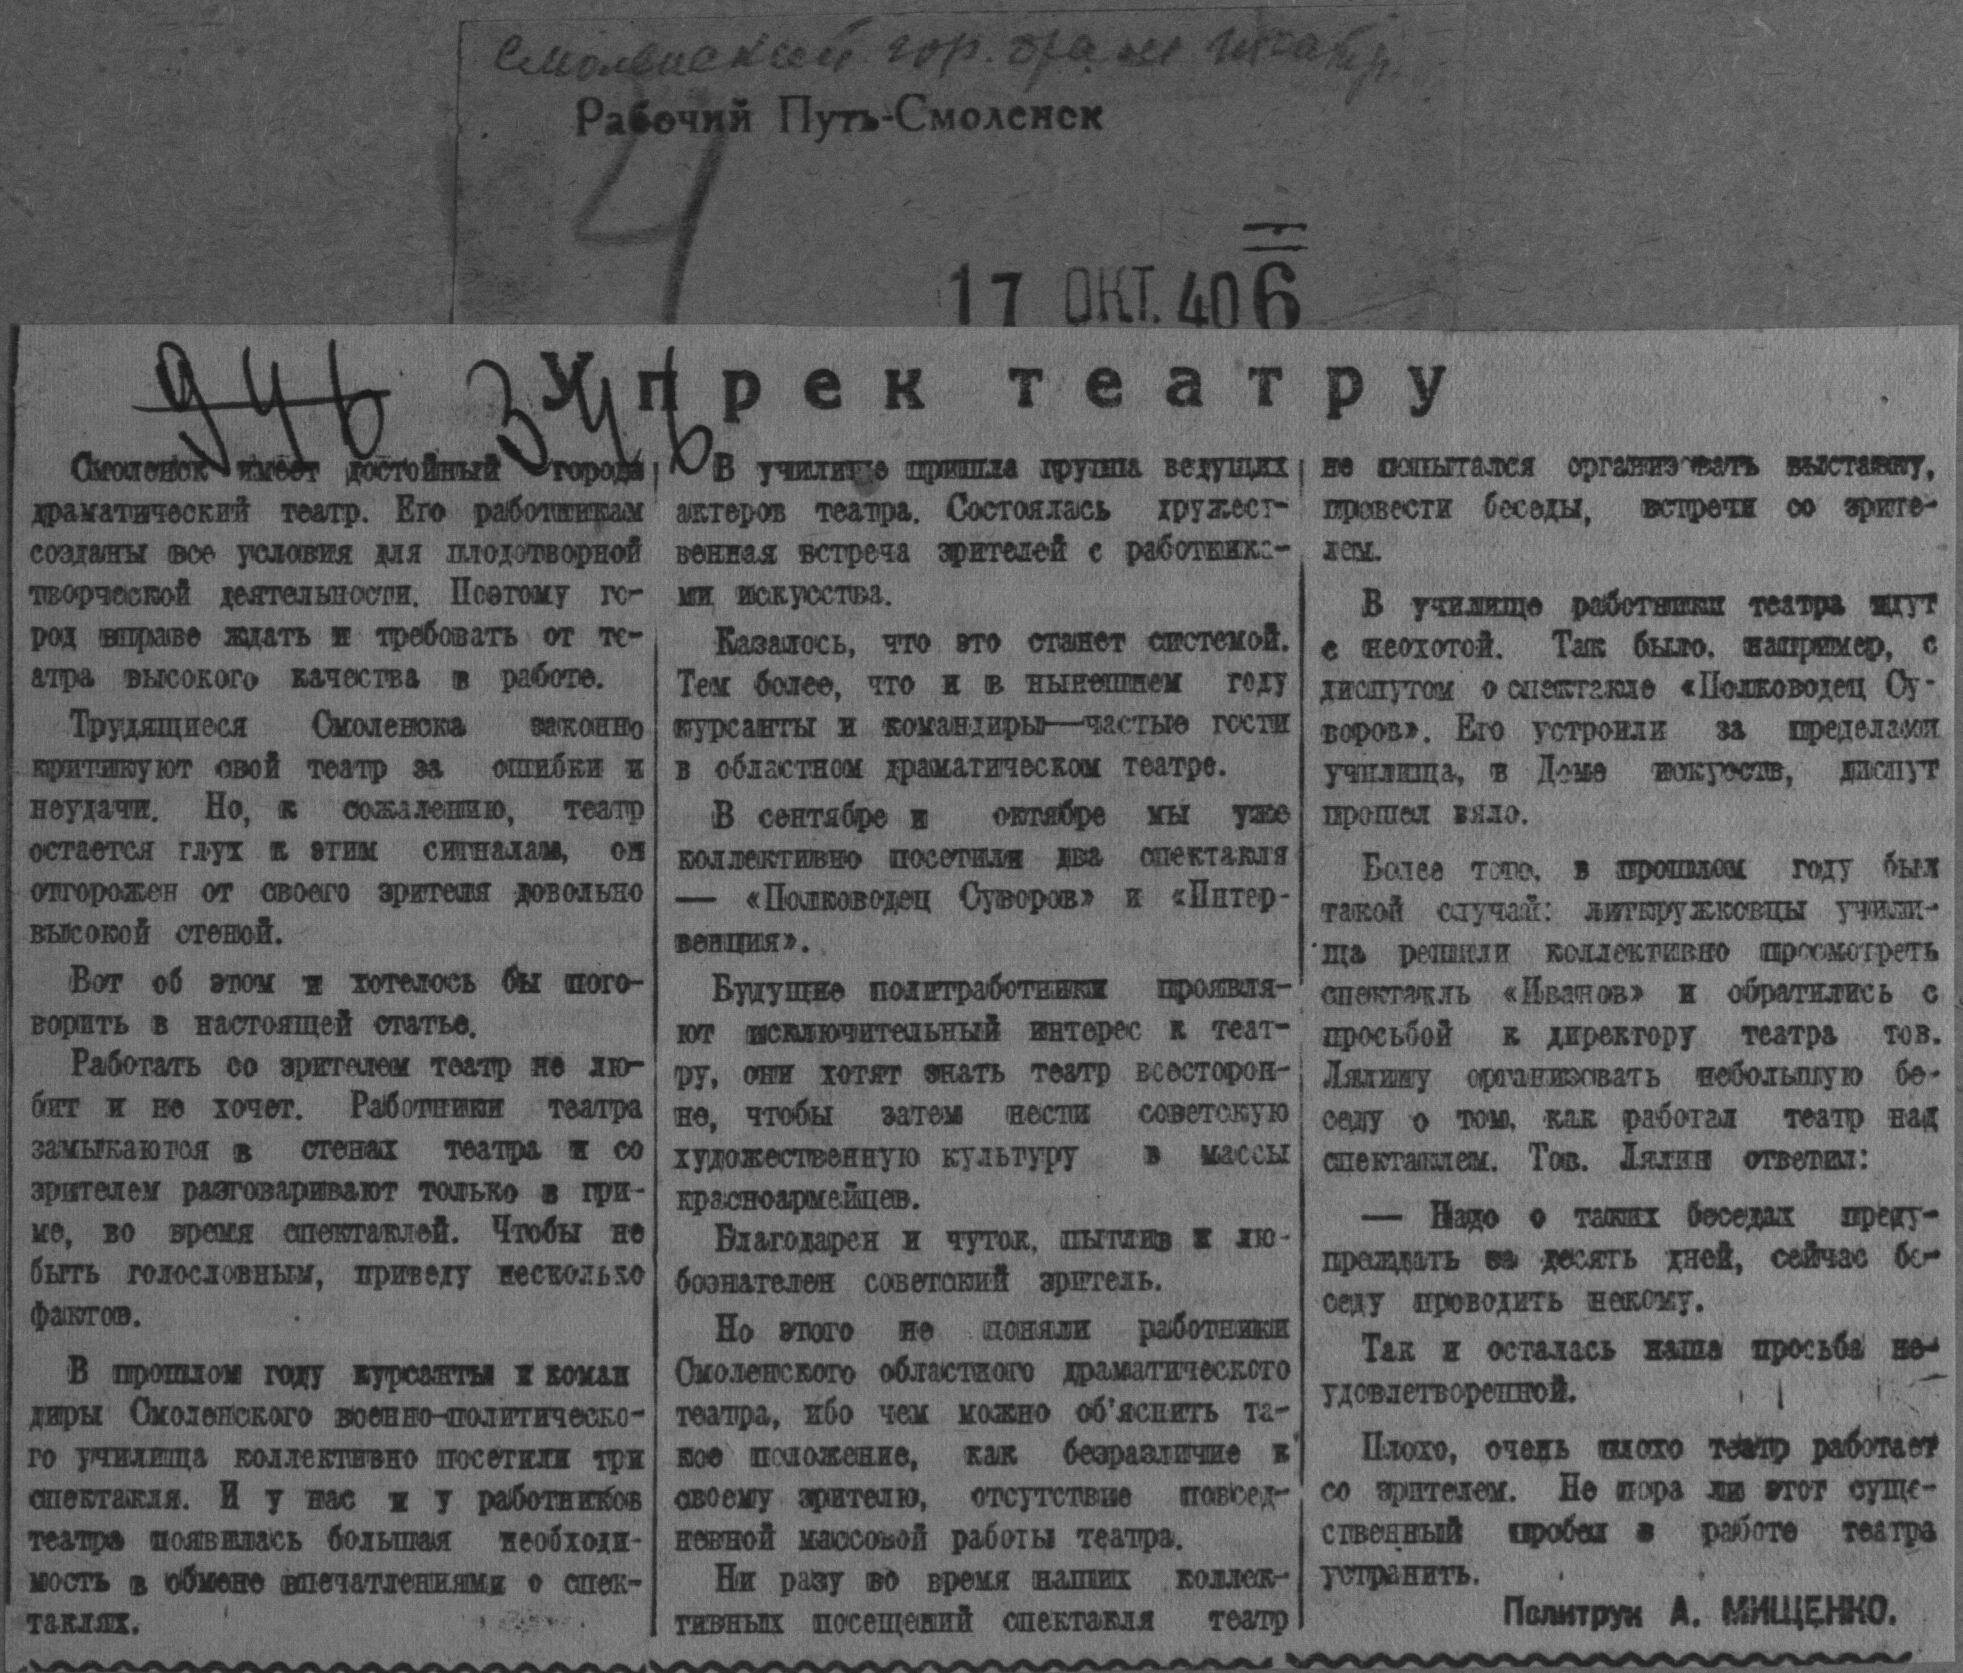 Смоленский гор. драм театр.
Рабочий Путь-Смоленск
4
17 ОКТ. 40 6
946 346
Упрек театру
Смоленск имеет достойный города
драматический театр. Его работникам
созданы все условия для плодотворной
творческой деятельности. Поэтому го-
род вправе ждать и требовать от те-
атра высокого качества в работе.
Трудящиеся Смоленска законно
критикуют свой театр за ошибки и
неудачи. Но, к сожалению, театр
остается глух к этим сигналам, он
отгорожен от своего зрителя довольно
высокой стеной.
Вот об этом и хотелось бы пого-
ворить в настоящей статье.
Работать со зрителем театр не лю-
бит и не хочет. Работники театра
замыкаются в стенах театра и со
зрителем разговаривают только в гри-
ме, во время спектаклей. Чтобы не
быть голословным, приведу несколько
фактов.
В прошлом году курсанты и коман
диры Смоленского военно-политическо-
го училища коллективно посетили три
спектакля. И у нас и у работников
театра появилась большая необходи-
мость в обмене впечатлениями о спек-
таклях.
В училище пришла группа ведущих
актеров театра. Состоялась дружест-
венная встреча зрителей с работника-
ми искусства.
Казалось, что это станет системой.
Тем более, что и в нынешнем году
курсанты и командиры—частые гости
в областном драматическом театре.
В сентябре и октябре мы уже
коллективно посетили два спектакля
— «Полководец Суворов» и «Интер-
венция».
Будущие политработники проявля-
ют исключительный интерес к теат-
ру, они хотят знать театр всесторон-
не, чтобы затем нести советскую
художественную культуру в массы
красноармейцев.
Благодарен и чуток, пытлив и лю-
бознателен советский зритель.
Но этого не поняли работники
Смоленского областного драматического
театра, ибо чем можно об'яснить та-
кое положение, как безразличие к
своему зрителю, отсутствие повсед-
невной массовой работы театра.
Ни разу во время наших коллек-
тивных посещений спектакля театр
не попытался организовать выставку,
провести беседы, встречи со зрите-
лем.
В училище работники театра идут
с неохотой. Так было, например, с
диспутом о спектакле «Полководец Су-
воров». Его устроили за пределами
училища, в Доме искусств, диспут
прошел вяло.
Более того, в прошлом году был
такой случай: литкружковцы учили-
ща решили коллективно просмотреть
спектакль «Иванов» и обратились с
просьбой к директору театра тов.
Лялину организовать небольшую бе-
седу о том, как работал театр над
спектаклем. Тов. Лялин ответил:
— Надо о таких беседах преду-
преждать за десять дней, сейчас бе-
седу проводить некому.
Так и осталась наша просьба не-
удовлетворенной.
Плохо, очень плохо театр работает
со зрителем. Не пора ли этот суще-
ственный пробел в работе театра
устранить.
Политрук А. МИЩЕНКО.